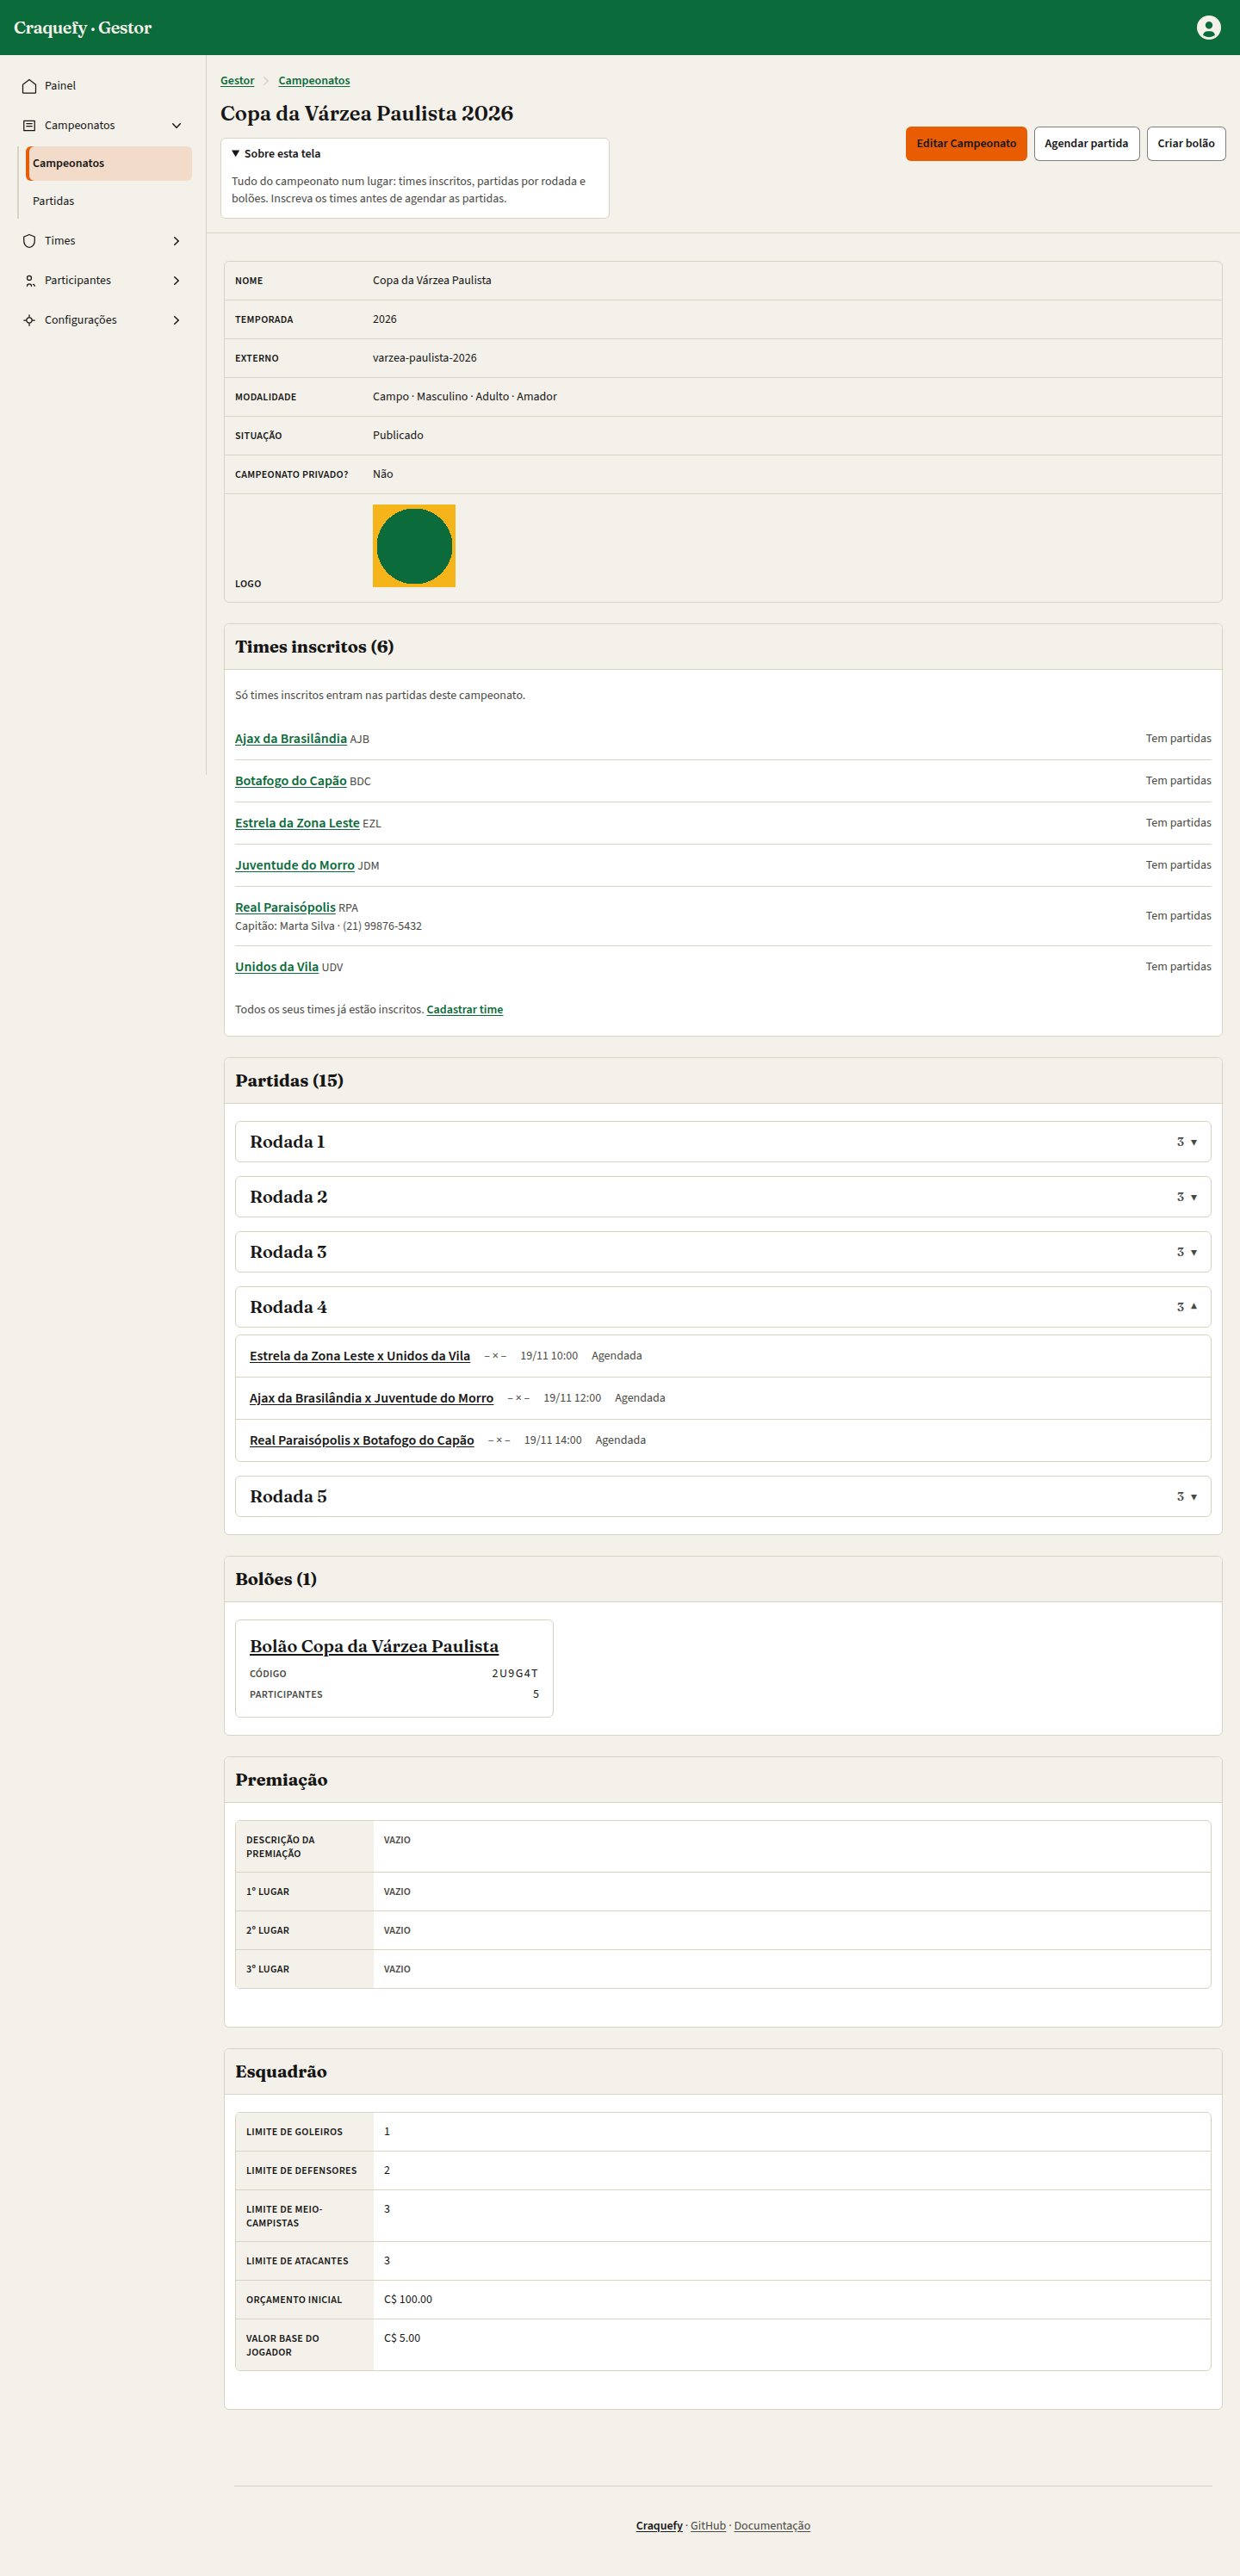 Craquefy · Gestor
Painel
Campeonatos
Campeonatos
Partidas
Times
Participantes
Configurações
Gestor
Campeonatos
Copa da Várzea Paulista 2026
Sobre esta tela
Tudo do campeonato num lugar: times inscritos, partidas por rodada e
bolões. Inscreva os times antes de agendar as partidas.
Editar Campeonato
Agendar partida
Criar bolão
NOME
Copa da Várzea Paulista
TEMPORADA
2026
EXTERNO
varzea-paulista-2026
MODALIDADE
Campo · Masculino · Adulto · Amador
SITUAÇÃO
Publicado
CAMPEONATO PRIVADO?
Não
LOGO
Times inscritos (6)
Só times inscritos entram nas partidas deste campeonato.
Ajax da Brasilândia AJB
Tem partidas
Botafogo do Capão BDC
Tem partidas
Estrela da Zona Leste EZL
Tem partidas
Juventude do Morro JDM
Tem partidas
Real Paraisópolis RPA
Capitão: Marta Silva · (21) 99876-5432
Tem partidas
Unidos da Vila UDV
Tem partidas
Todos os seus times já estão inscritos. Cadastrar time
Partidas (15)
Rodada 1
3 ▾
Rodada 2
3 ▾
Rodada 3
3 ▾
Rodada 4
3 ▴
Estrela da Zona Leste x Unidos da Vila – × – 19/11 10:00 Agendada
Ajax da Brasilândia x Juventude do Morro – × – 19/11 12:00 Agendada
Real Paraisópolis x Botafogo do Capão – × – 19/11 14:00 Agendada
Rodada 5
3 ▾
Bolões (1)
Bolão Copa da Várzea Paulista
CÓDIGO
2U9G4T
PARTICIPANTES
5
Premiação
DESCRIÇÃO DA
PREMIAÇÃO
VAZIO
1º LUGAR
VAZIO
2º LUGAR
VAZIO
3º LUGAR
VAZIO
Esquadrão
LIMITE DE GOLEIROS
1
LIMITE DE DEFENSORES
2
LIMITE DE MEIO-
CAMPISTAS
3
LIMITE DE ATACANTES
3
ORÇAMENTO INICIAL
C$ 100.00
VALOR BASE DO
JOGADOR
C$ 5.00
Craquefy · GitHub · Documentação